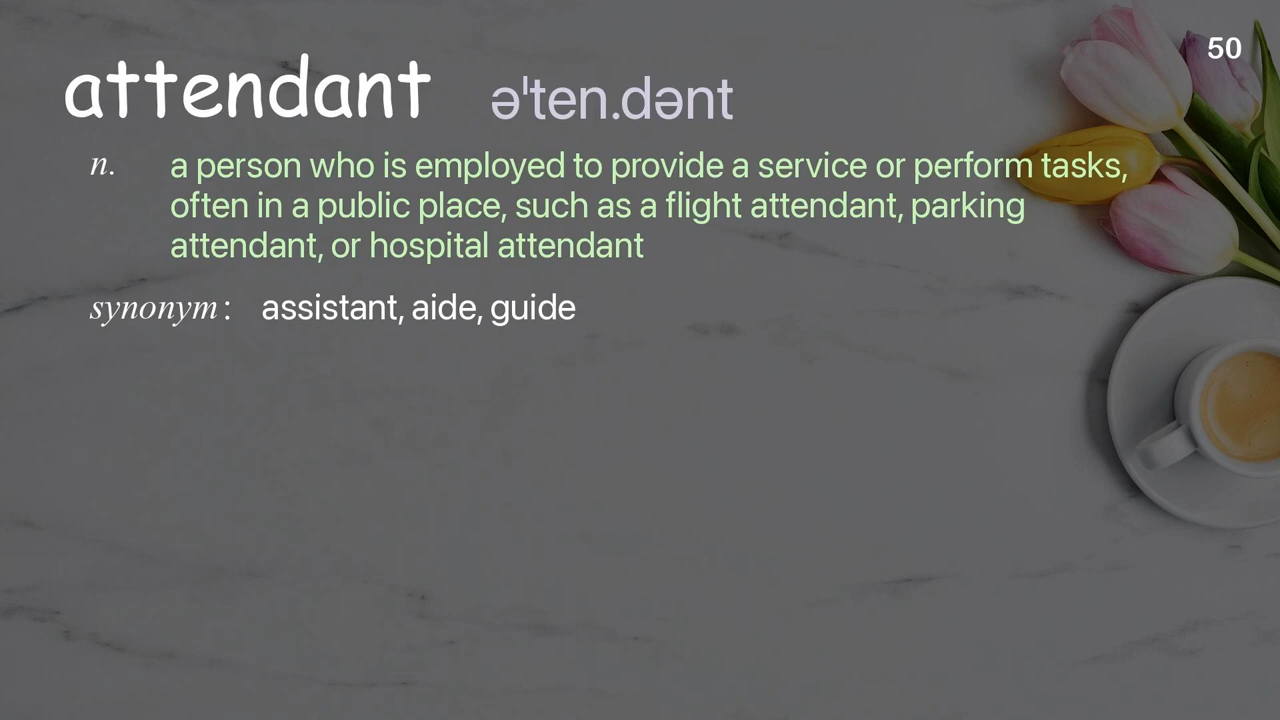 50
attendant əˈten.dənt
n. a person who is employed to provide a service or perform tasks,
often in a public place, such as a flight attendant, parking
attendant, or hospital attendant
synonym: assistant, aide, guide